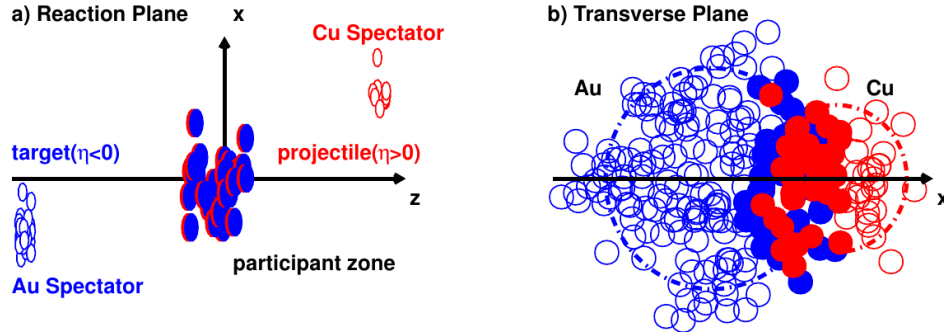 a) Reaction Plane
x
Cu Spectator
target(η<0)
projectile(η>0)
z
participant zone
Au Spectator
b) Transverse Plane
Au
Cu
x